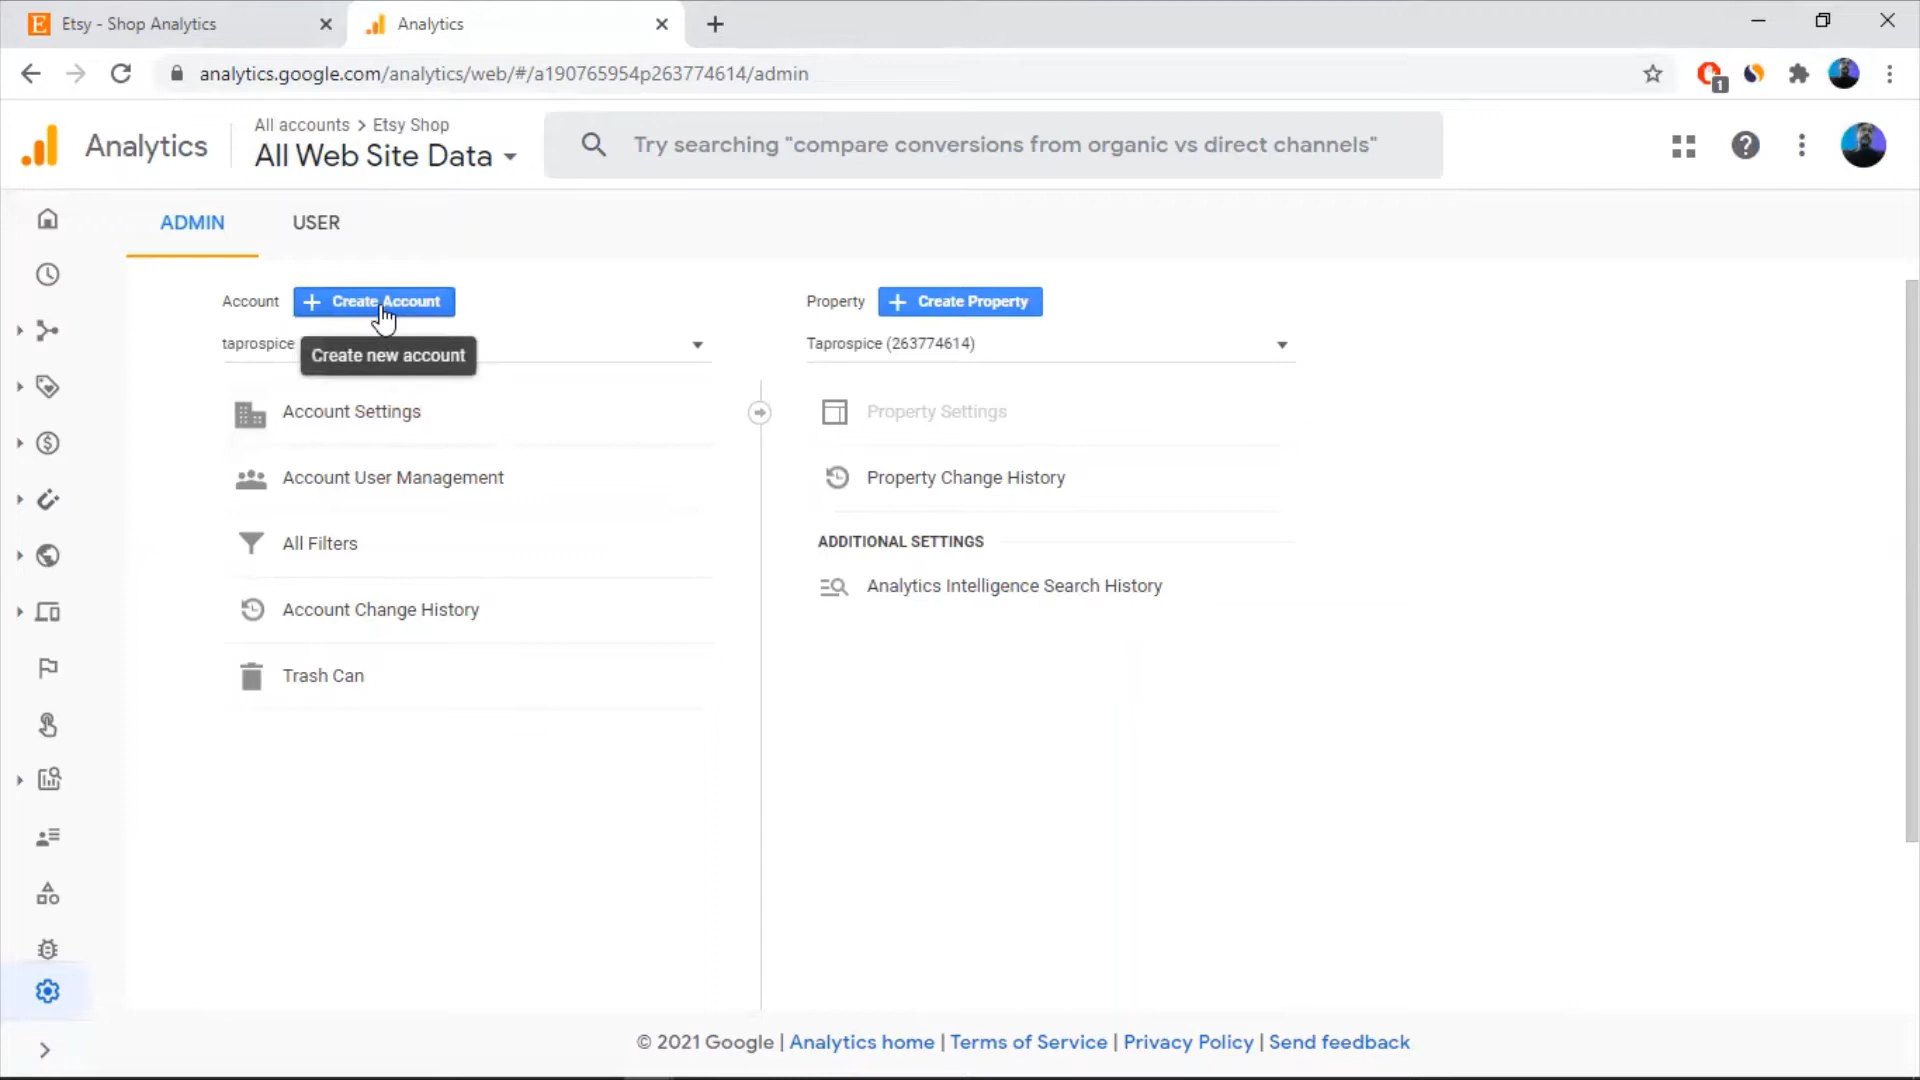 Etsy - Shop Analytics
Analytics
analytics.google.com/analytics/web/#/a190765954p263774614/admin
1
Analytics
All accounts > Etsy Shop
All Web Site Data
Try searching "compare conversions from organic vs direct channels"
ADMIN
USER
Account
Create Account
Property
Create Property
taprospice
Create new account
Taprospice (263774614)
Account Settings
Account User Management
All Filters
Account Change History
Trash Can
Property Settings
Property Change History
ADDITIONAL SETTINGS
Analytics Intelligence Search History
© 2021 Google | Analytics home | Terms of Service | Privacy Policy | Send feedback